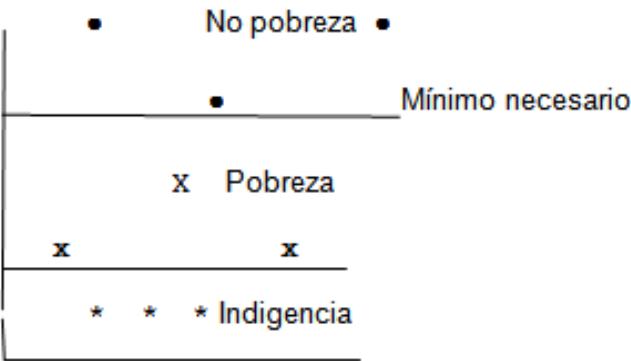 • No pobreza •
• Mínimo necesario
X Pobreza
x x
* * * Indigencia